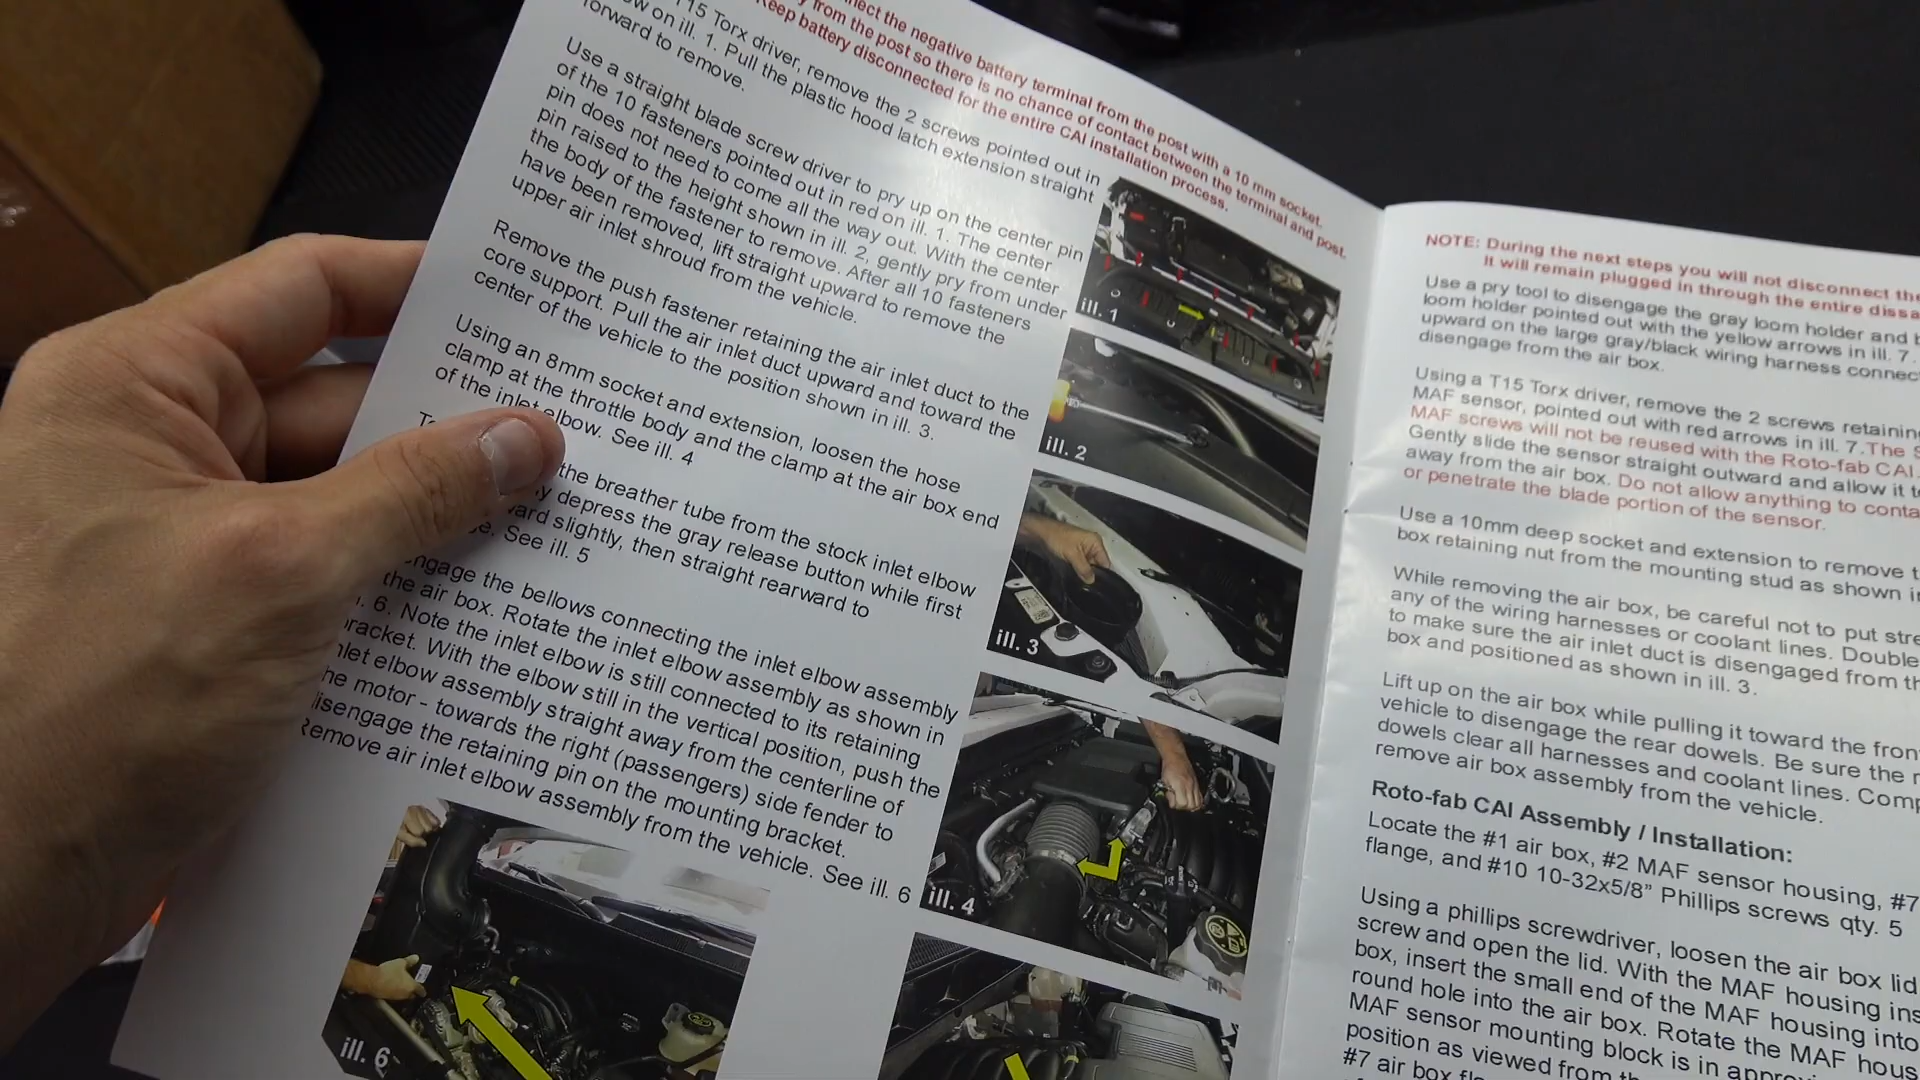 the negative battery terminal from the post with a 10 mm socket.
from the post so there is no chance of contact between the terminal and post.
Keep battery disconnected for the entire CAI installation process.
T15 Torx driver, remove the 2 screws pointed out in
on ill. 1. Pull the plastic hood latch extension straight
forward to remove.
Use a straight blade screw driver to pry up on the center pin
of the 10 fasteners pointed out in red on ill. 1. The center
pin does not need to come all the way out. With the center
pin raised to the height shown in ill. 2, gently pry from under
the body of the fastener to remove. After all 10 fasteners
have been removed, lift straight upward to remove the
upper air inlet shroud from the vehicle.
Remove the push fastener retaining the air inlet duct to the
core support. Pull the air inlet duct upward and toward the
center of the vehicle to the position shown in ill. 3.
Using an 8mm socket and extension, loosen the hose
clamp at the throttle body and the clamp at the air box end
of the inlet elbow. See ill. 4
the breather tube from the stock inlet elbow
depress the gray release button while first
slightly, then straight rearward to
See ill. 5
the bellows connecting the inlet elbow assembly
the air box. Rotate the inlet elbow assembly as shown in
6. Note the inlet elbow is still connected to its retaining
bracket. With the elbow still in the vertical position, push the
inlet elbow assembly straight away from the centerline of
the motor - towards the right (passengers) side fender to
disengage the retaining pin on the mounting bracket.
Remove air inlet elbow assembly from the vehicle. See ill. 6
ill. 1
ill. 2
ill. 3
ill. 4
ill. 6
NOTE: During the next steps you will not disconnect the
It will remain plugged in through the entire
Use a pry tool to disengage the gray loom holder and
loom holder pointed out with the yellow arrows in ill. 7.
upward on the large gray/black wiring harness
disengage from the air box.
Using a T15 Torx driver, remove the 2 screws
MAF sensor, pointed out with red arrows in ill. 7. The
MAF screws will not be reused with the Roto-fab CAI.
Gently slide the sensor straight outward and allow it
away from the air box. Do not allow anything to
or penetrate the blade portion of the sensor.
Use a 10mm deep socket and extension to remove
box retaining nut from the mounting stud as shown
While removing the air box, be careful not to put
any of the wiring harnesses or coolant lines. Double
to make sure the air inlet duct is disengaged from
box and positioned as shown in ill. 3.
Lift up on the air box while pulling it toward the
vehicle to disengage the rear dowels. Be sure the
dowels clear all harnesses and coolant lines.
remove air box assembly from the vehicle.
Roto-fab CAI Assembly / Installation:
Locate the #1 air box, #2 MAF sensor housing, #7
flange, and #10 10-32x5/8” Phillips screws qty. 5
Using a phillips screwdriver, loosen the air box lid
screw and open the lid. With the MAF housing
box, insert the small end of the MAF housing into
round hole into the air box. Rotate the MAF
MAF sensor mounting block is in
position as viewed from
#7 air box